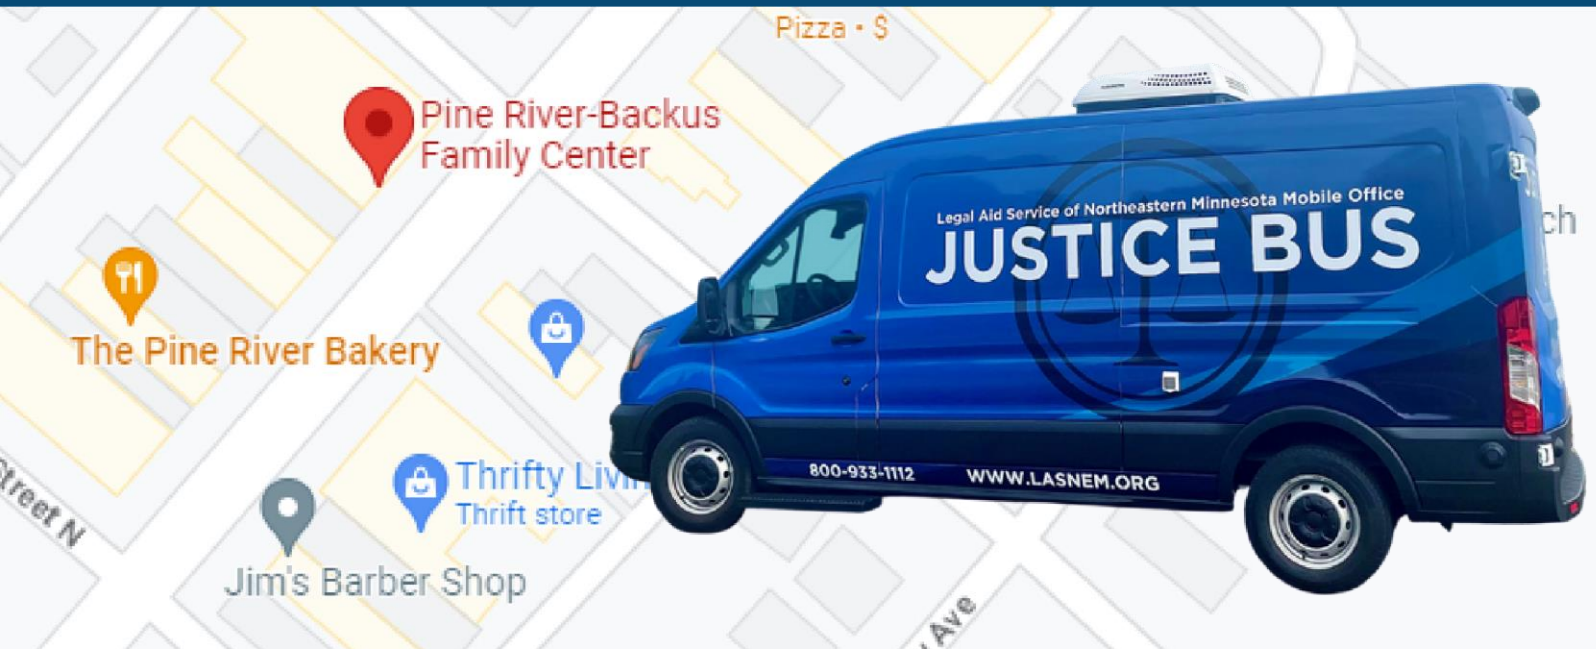 Pizza • $
Pine River-Backus
Family Center
The Pine River Bakery
Thrifty Livin
Thrift store
Jim's Barber Shop
Street N
Ave
Legal Aid Service of Northeastern Minnesota Mobile Office
JUSTICE BUS
800-933-1112
WWW.LASNEM.ORG
ch